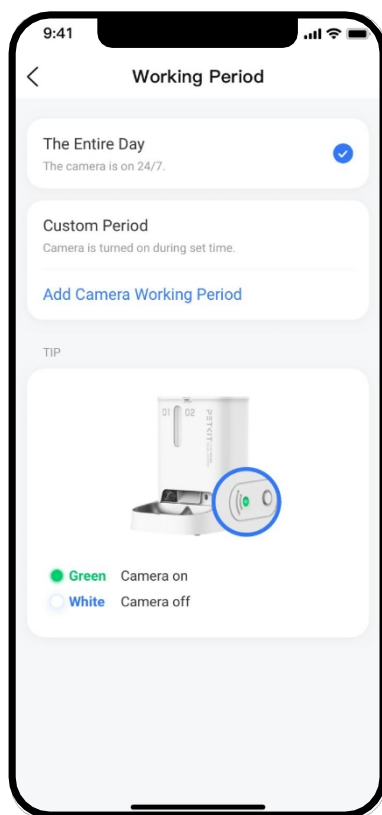 9:41
Working Period
The Entire Day
The camera is on 24/7.
Custom Period
Camera is turned on during set time.
Add Camera Working Period
TIP
01 02
PETKIT
Green Camera on
White Camera off